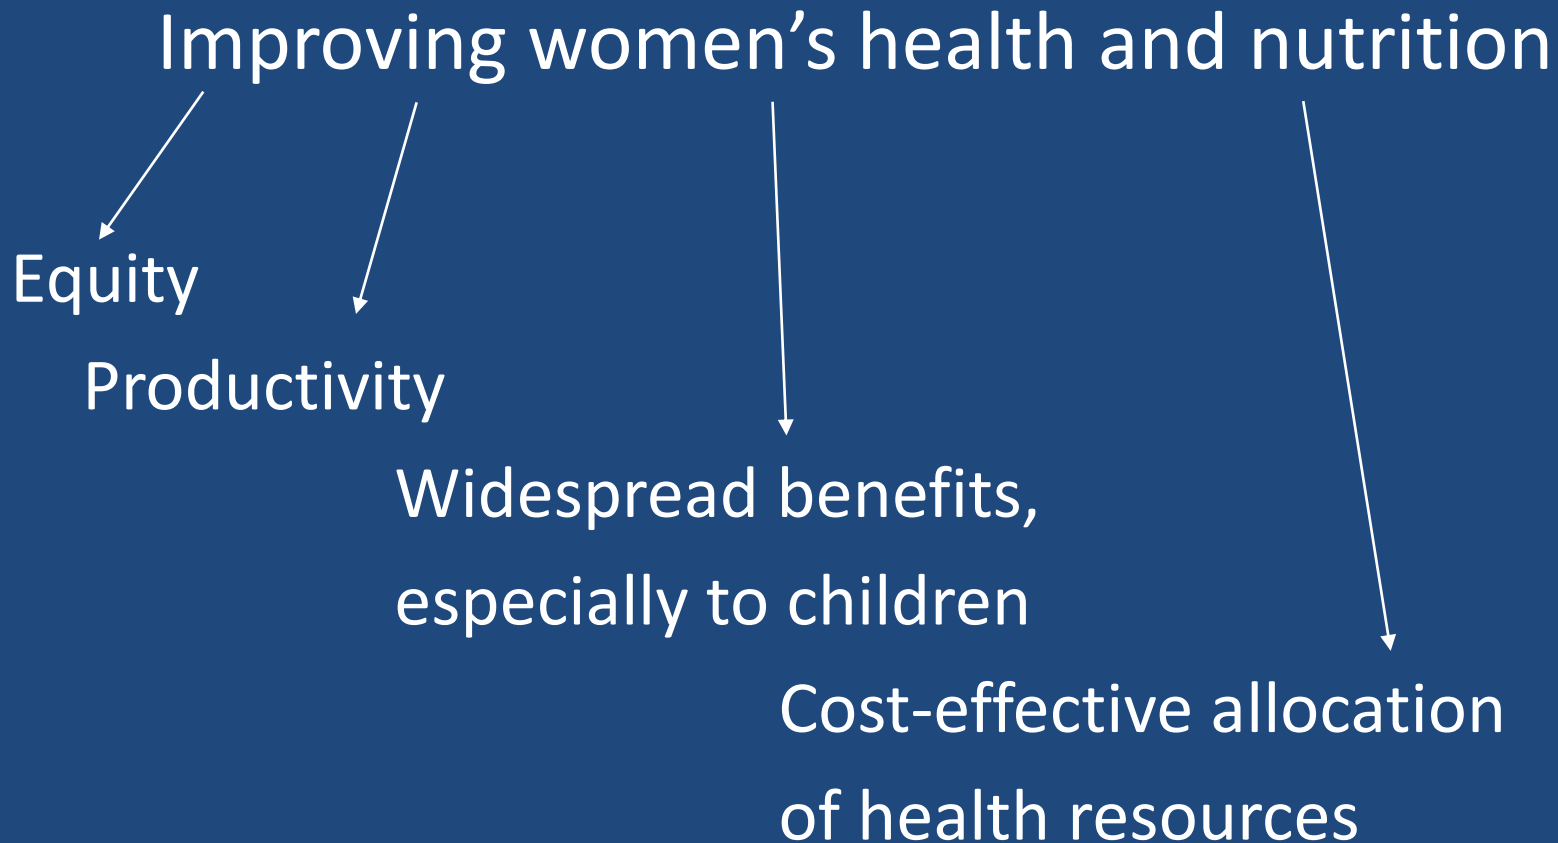 Improving women’s health and nutrition
Equity
Productivity
Widespread benefits,
especially to children
Cost-effective allocation
of health resources